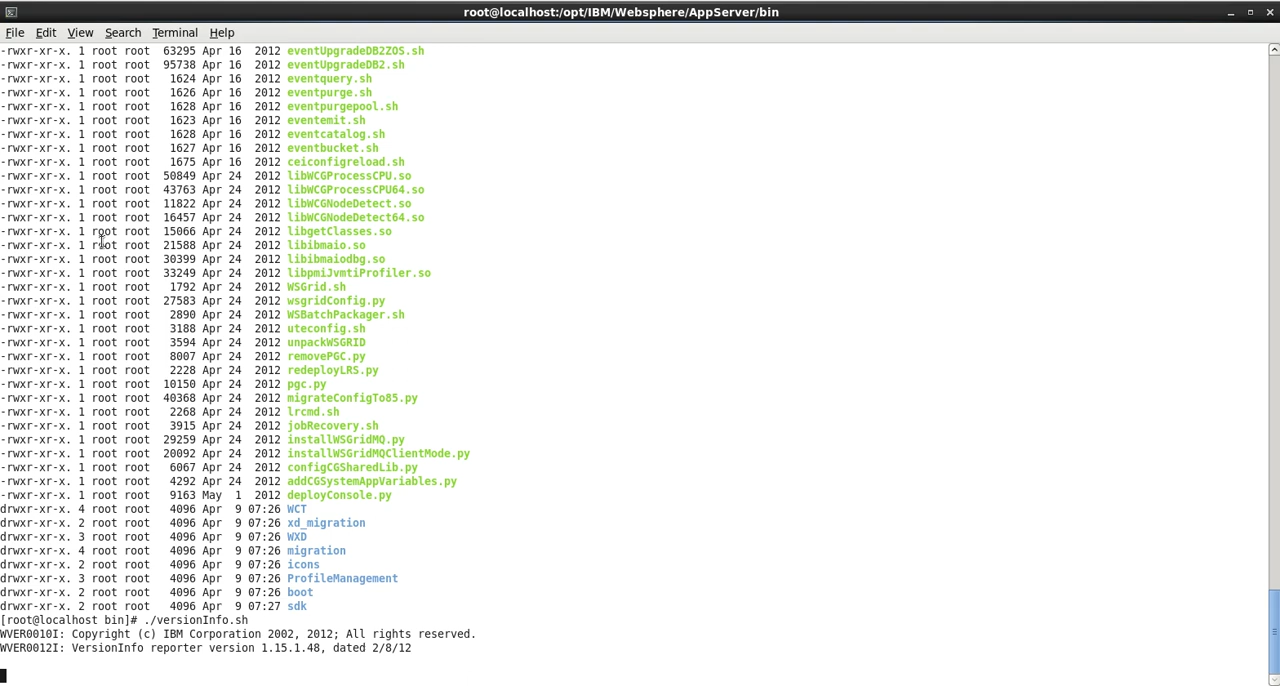 root@localhost:/opt/IBM/Websphere/AppServer/bin
File Edit View Search Terminal Help
-rwxr-xr-x. 1 root root  63295 Apr 16  2012 eventUpgradeDB2ZOS.sh
-rwxr-xr-x. 1 root root  95738 Apr 16  2012 eventUpgradeDB2.sh
-rwxr-xr-x. 1 root root   1624 Apr 16  2012 eventquery.sh
-rwxr-xr-x. 1 root root   1626 Apr 16  2012 eventpurge.sh
-rwxr-xr-x. 1 root root   1628 Apr 16  2012 eventpurgepool.sh
-rwxr-xr-x. 1 root root   1623 Apr 16  2012 eventemit.sh
-rwxr-xr-x. 1 root root   1628 Apr 16  2012 eventcatalog.sh
-rwxr-xr-x. 1 root root   1627 Apr 16  2012 eventbucket.sh
-rwxr-xr-x. 1 root root   1675 Apr 16  2012 ceiconfigreload.sh
-rwxr-xr-x. 1 root root  50849 Apr 24  2012 libWCGProcessCPU.so
-rwxr-xr-x. 1 root root  43763 Apr 24  2012 libWCGProcessCPU64.so
-rwxr-xr-x. 1 root root  11822 Apr 24  2012 libWCGNodeDetect.so
-rwxr-xr-x. 1 root root  16457 Apr 24  2012 libWCGNodeDetect64.so
-rwxr-xr-x. 1 root root  15066 Apr 24  2012 libgetClasses.so
-rwxr-xr-x. 1 root root  21588 Apr 24  2012 libibmaio.so
-rwxr-xr-x. 1 root root  30399 Apr 24  2012 libibmaiodbg.so
-rwxr-xr-x. 1 root root  33249 Apr 24  2012 libpmiJvmtiProfiler.so
-rwxr-xr-x. 1 root root   1792 Apr 24  2012 WSGrid.sh
-rwxr-xr-x. 1 root root  27583 Apr 24  2012 wsgridConfig.py
-rwxr-xr-x. 1 root root   2890 Apr 24  2012 WSBatchPackager.sh
-rwxr-xr-x. 1 root root   3188 Apr 24  2012 uteconfig.sh
-rwxr-xr-x. 1 root root   3594 Apr 24  2012 unpackWSGRID
-rwxr-xr-x. 1 root root   8007 Apr 24  2012 removePGC.py
-rwxr-xr-x. 1 root root   2228 Apr 24  2012 redeployLRS.py
-rwxr-xr-x. 1 root root  10150 Apr 24  2012 pgc.py
-rwxr-xr-x. 1 root root  40368 Apr 24  2012 migrateConfigTo85.py
-rwxr-xr-x. 1 root root   2268 Apr 24  2012 lrcmd.sh
-rwxr-xr-x. 1 root root   3915 Apr 24  2012 jobRecovery.sh
-rwxr-xr-x. 1 root root  29259 Apr 24  2012 installWSGridMQ.py
-rwxr-xr-x. 1 root root  20092 Apr 24  2012 installWSGridMQClientMode.py
-rwxr-xr-x. 1 root root   6067 Apr 24  2012 configCGSharedLib.py
-rwxr-xr-x. 1 root root   4292 Apr 24  2012 addCGSystemAppVariables.py
-rwxr-xr-x. 1 root root   9163 May  1  2012 deployConsole.py
drwxr-xr-x. 4 root root   4096 Apr  9 07:26 WCT
drwxr-xr-x. 2 root root   4096 Apr  9 07:26 xd_migration
drwxr-xr-x. 3 root root   4096 Apr  9 07:26 WXD
drwxr-xr-x. 4 root root   4096 Apr  9 07:26 migration
drwxr-xr-x. 2 root root   4096 Apr  9 07:26 icons
drwxr-xr-x. 3 root root   4096 Apr  9 07:26 ProfileManagement
drwxr-xr-x. 2 root root   4096 Apr  9 07:26 boot
drwxr-xr-x. 2 root root   4096 Apr  9 07:27 sdk
[root@localhost bin]# ./versionInfo.sh
WVER0010I: Copyright (c) IBM Corporation 2002, 2012; All rights reserved.
WVER0012I: VersionInfo reporter version 1.15.1.48, dated 2/8/12